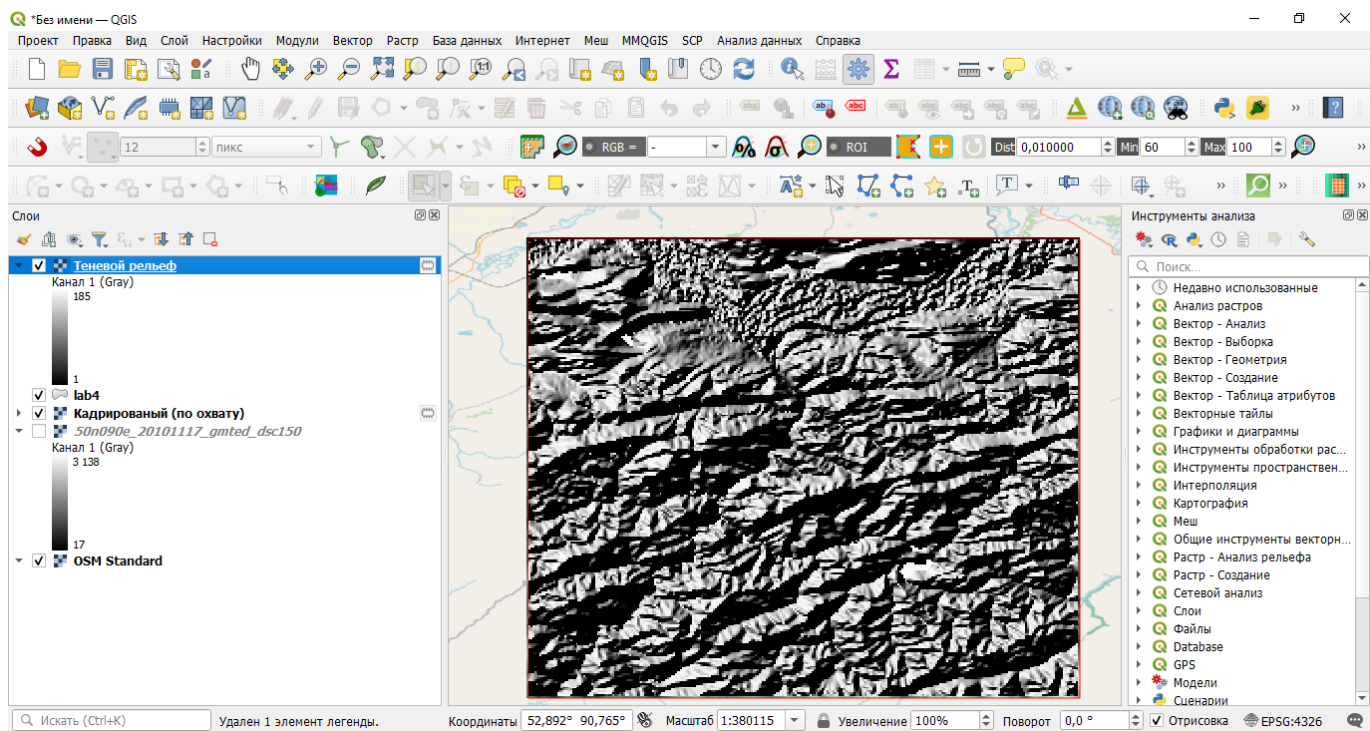 *Без имени — QGIS
Проект Правка Вид Слой Настройки Модули Вектор Растр База данных Интернет Меш MMQGIS SCP Анализ данных Справка
12 пикс RGB = - ROI Dist 0,010000 Min 60 Max 100
Слои
Теневой рельеф
Канал 1 (Gray)
185
1
lab4
Кадрированый (по охвату)
50n090e_20101117_gmted_dsc150
Канал 1 (Gray)
3 138
17
OSM Standard
Инструменты анализа
Поиск...
Недавно использованные
Анализ растров
Вектор - Анализ
Вектор - Выборка
Вектор - Геометрия
Вектор - Создание
Вектор - Таблица атрибутов
Векторные тайлы
Графики и диаграммы
Инструменты обработки рас...
Инструменты пространствен...
Интерполяция
Картография
Меш
Общие инструменты векторн...
Растр - Анализ рельефа
Растр - Создание
Сетевой анализ
Слои
Файлы
Database
GPS
Модели
Сценарии
Искать (Ctrl+K) Удален 1 элемент легенды. Координаты 52,892° 90,765° Масштаб 1:380115 Увеличение 100% Поворот 0,0 ° Отрисовка EPSG:4326